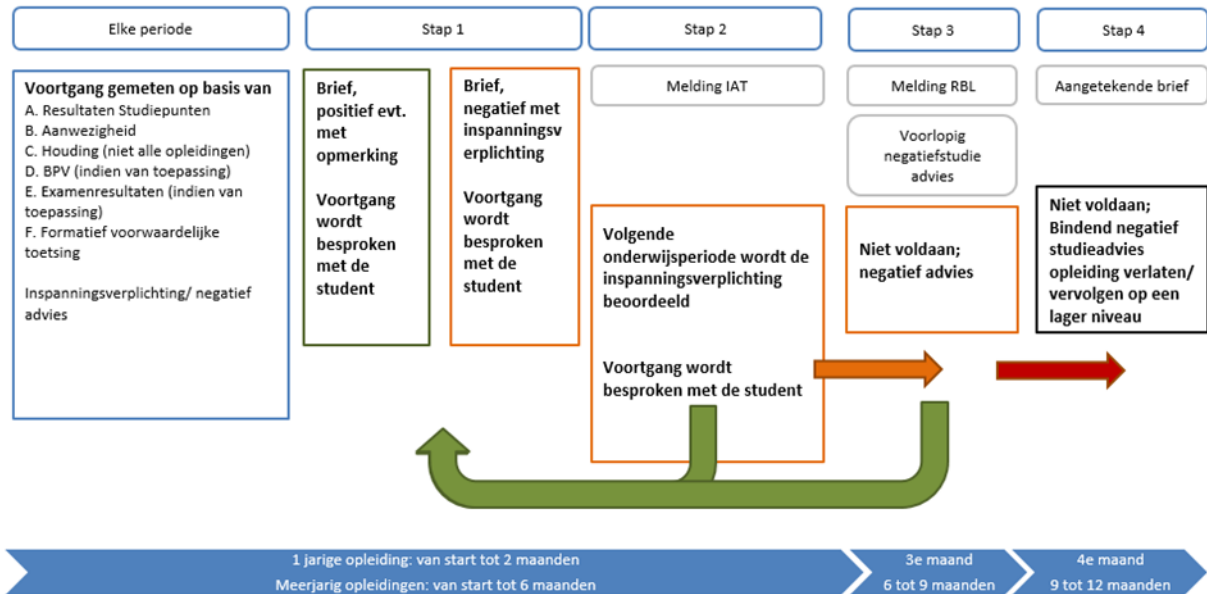 Elke periode
Voortgang gemeten op basis van
A. Resultaten Studiepunten
B. Aanwezigheid
C. Houding (niet alle opleidingen)
D. BPV (indien van toepassing)
E. Examenresultaten (indien van
toepassing)
F. Formatief voorwaardelijke
toetsing
Inspanningsverplichting/ negatief
advies
Stap 1
Brief,
positief evt.
met
opmerking
Voortgang
wordt
besproken
met de
student
Brief,
negatief met
inspanningsv
erplichting
Voortgang
wordt
besproken
met de
student
Stap 2
Melding IAT
Volgende
onderwijsperiode wordt de
inspanningsverplichting
beoordeeld
Voortgang wordt
besproken met de student
Stap 3
Melding RBL
Voorlopig
negatiefstudie
advies
Niet voldaan;
negatief advies
Stap 4
Aangetekende brief
Niet voldaan;
Bindend negatief
studieadvies
opleiding verlaten/
vervolgen op een
lager niveau
1 jarige opleiding: van start tot 2 maanden
Meerjarig opleidingen: van start tot 6 maanden
3e maand
6 tot 9 maanden
4e maand
9 tot 12 maanden